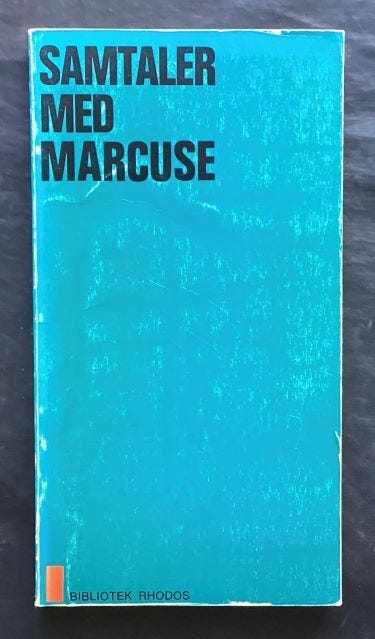 SAMTALER
MED
MARCUSE
BIBLIOTEK RHODOS